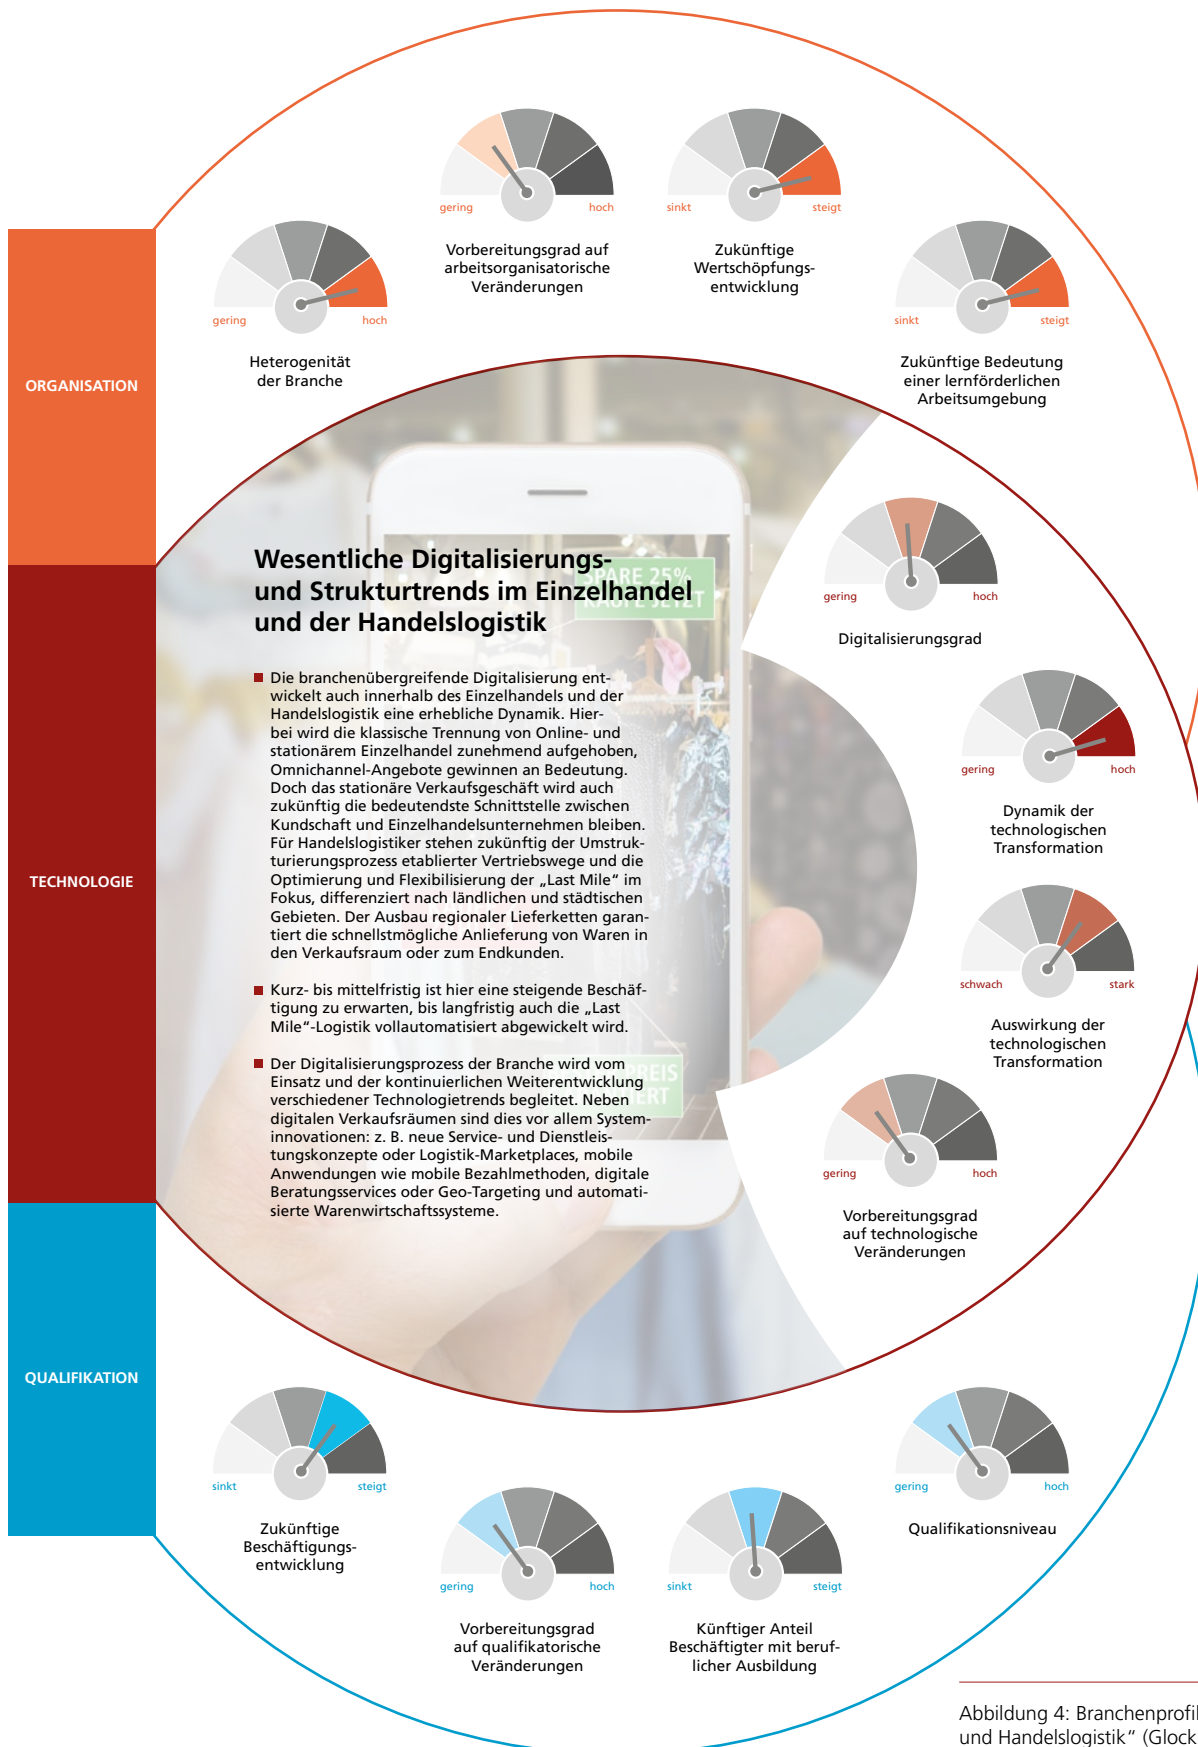 gering
hoch
Vorbereitungsgrad auf
arbeitsorganisatorische
Veränderungen
sinkt
steigt
Zukünftige
Wertschöpfungs-
entwicklung
gering
hoch
Heterogenität
der Branche
sinkt
steigt
Zukünftige Bedeutung
einer lernförderlichen
Arbeitsumgebung
ORGANISATION
Wesentliche Digitalisierungs-
und Strukturtrends im Einzelhandel
und der Handelslogistik
SPARE 25%
KAUFE JETZT
Die branchenübergreifende Digitalisierung ent-
wickelt auch innerhalb des Einzelhandels und der
Handelslogistik eine erhebliche Dynamik. Hier-
bei wird die klassische Trennung von Online- und
stationärem Einzelhandel zunehmend aufgehoben,
Omnichannel-Angebote gewinnen an Bedeutung.
Doch das stationäre Verkaufsgeschäft wird auch
zukünftig die bedeutendste Schnittstelle zwischen
Kundschaft und Einzelhandelsunternehmen bleiben.
Für Handelslogistiker stehen zukünftig der Umstruk-
turierungsprozess etablierter Vertriebswege und die
Optimierung und Flexibilisierung der „Last Mile“ im
Fokus, differenziert nach ländlichen und städtischen
Gebieten. Der Ausbau regionaler Lieferketten garan-
tiert die schnellstmögliche Anlieferung von Waren in
den Verkaufsraum oder zum Endkunden.
Kurz- bis mittelfristig ist hier eine steigende Beschäf-
tigung zu erwarten, bis langfristig auch die „Last
Mile“-Logistik vollautomatisiert abgewickelt wird.
Der Digitalisierungsprozess der Branche wird vom
Einsatz und der kontinuierlichen Weiterentwicklung
verschiedener Technologietrends begleitet. Neben
digitalen Verkaufsräumen sind dies vor allem System-
innovationen: z. B. neue Service- und Dienstleis-
tungskonzepte oder Logistik-Marketplaces, mobile
Anwendungen wie mobile Bezahlmethoden, digitale
Beratungsservices oder Geo-Targeting und automati-
sierte Warenwirtschaftssysteme.
TECHNOLOGIE
gering
hoch
Digitalisierungsgrad
gering
hoch
Dynamik der
technologischen
Transformation
schwach
stark
Auswirkung der
technologischen
Transformation
gering
hoch
Vorbereitungsgrad
auf technologische
Veränderungen
QUALIFIKATION
sinkt
steigt
Zukünftige
Beschäftigungs-
entwicklung
gering
hoch
Vorbereitungsgrad
auf qualifikatorische
Veränderungen
sinkt
steigt
Künftiger Anteil
Beschäftigter mit beruf-
licher Ausbildung
gering
hoch
Qualifikationsniveau
Abbildung 4: Branchenprofil
und Handelslogistik“ (Glock